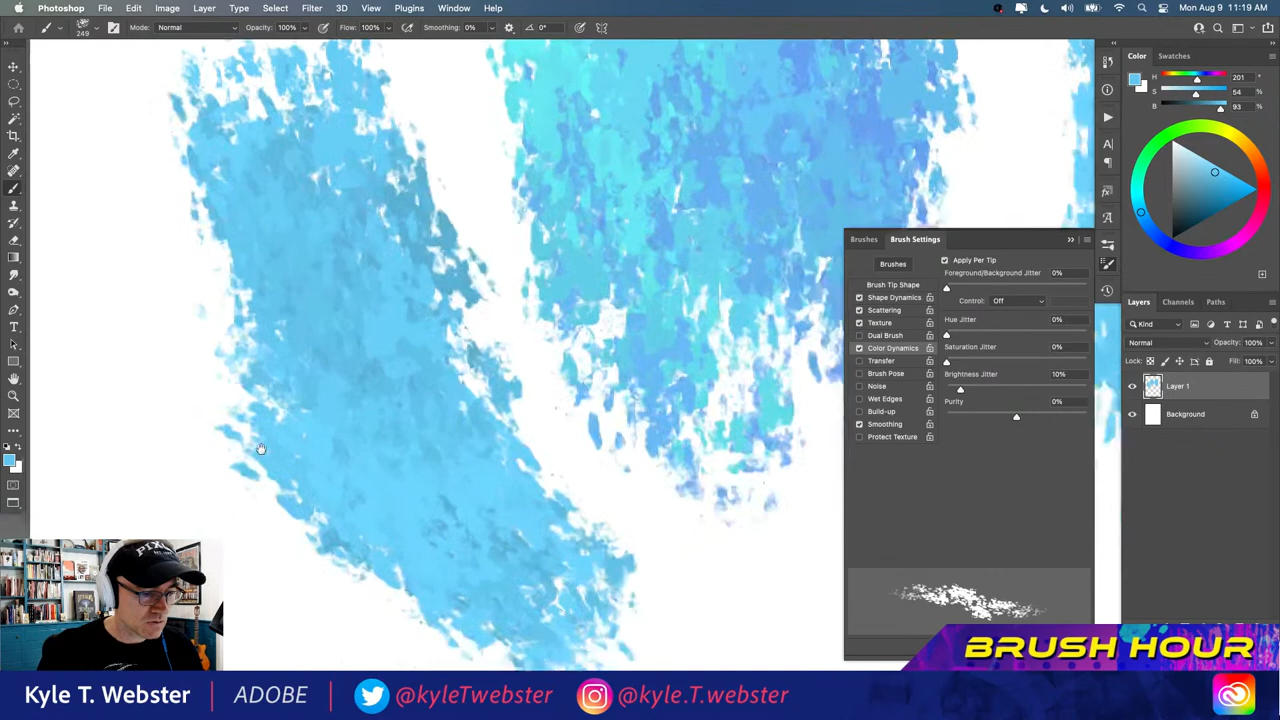 Photoshop File Edit Image Layer Type Select Filter 3D View Plugins Window Help Mon Aug 9 11:19 AM
249 Mode: Normal Opacity: 100% Flow: 100% Smoothing: 0% 0°
Color Swatches
H 201 °
S 54 %
B 93 %
Brushes Brush Settings
Brushes
Brush Tip Shape
Shape Dynamics
Scattering
Texture
Dual Brush
Color Dynamics
Transfer
Brush Pose
Noise
Wet Edges
Build-up
Smoothing
Protect Texture
Apply Per Tip
Foreground/Background Jitter 0%
Control: Off
Hue Jitter 0%
Saturation Jitter 0%
Brightness Jitter 10%
Purity 0%
Layers Channels Paths
Kind
Normal Opacity: 100%
Lock: Fill: 100%
Layer 1
Background
BRUSH HOUR
Kyle T. Webster | ADOBE | @kyleTwebster @kyle.T.webster